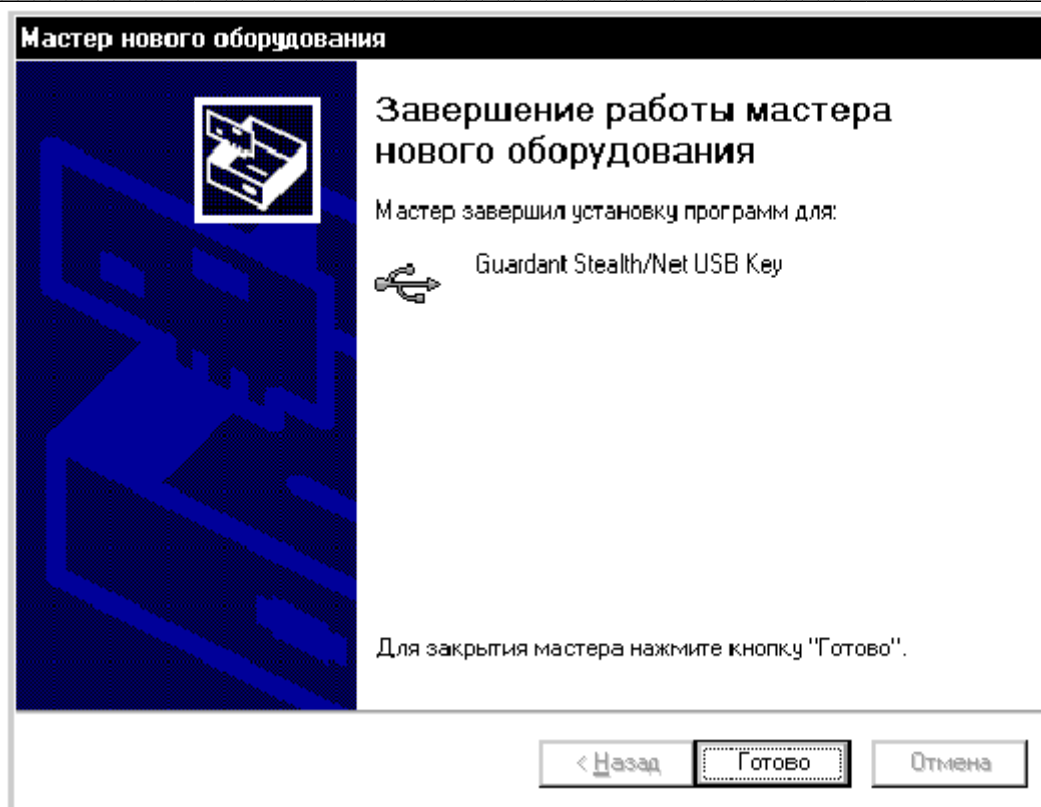 Мастер нового оборудования
Завершение работы мастера
нового оборудования
Мастер завершил установку программ для:
Guardant Stealth/Net USB Key
Для закрытия мастера нажмите кнопку "Готово".
< Назад
Готово
Отмена